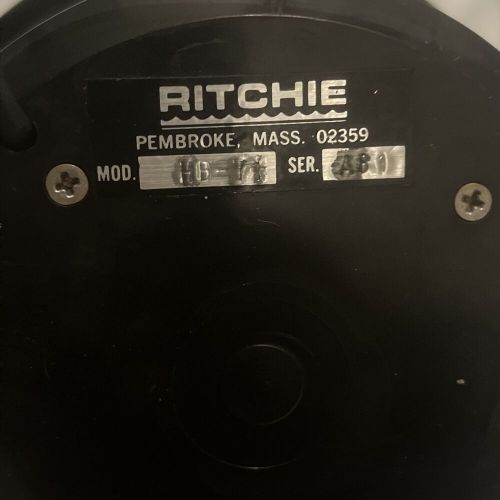 RITCHIE
PEMBROKE, MASS. 02359
MOD. SER.